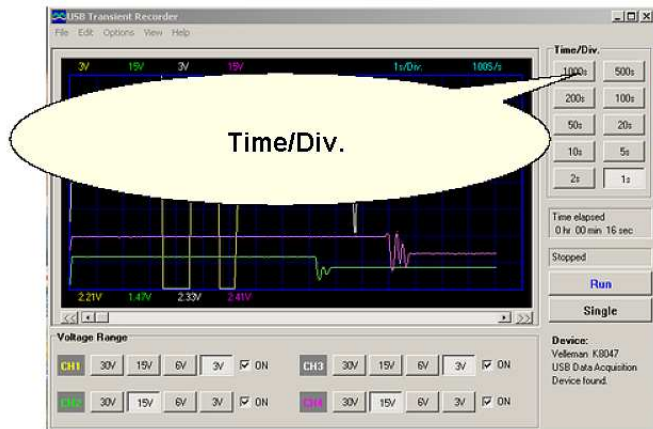 USB Transient Recorder
File Edit Options View Help
3V 15V 3V 15V 1s/Div. 100S/s
Time/Div.
Time/Div.
1000s 500s
200s 100s
50s 20s
10s 5s
2s 1s
Time elapsed
0 hr 00 min 16 sec
Stopped
Run
Single
2.21V 1.47V 2.33V 2.41V
Voltage Range
CH1 30V 15V 6V 3V ON
CH3 30V 15V 6V 3V ON
CH2 30V 15V 6V 3V ON
CH4 30V 15V 6V 3V ON
Device:
Velleman K8047
USB Data Acquisition
Device found.